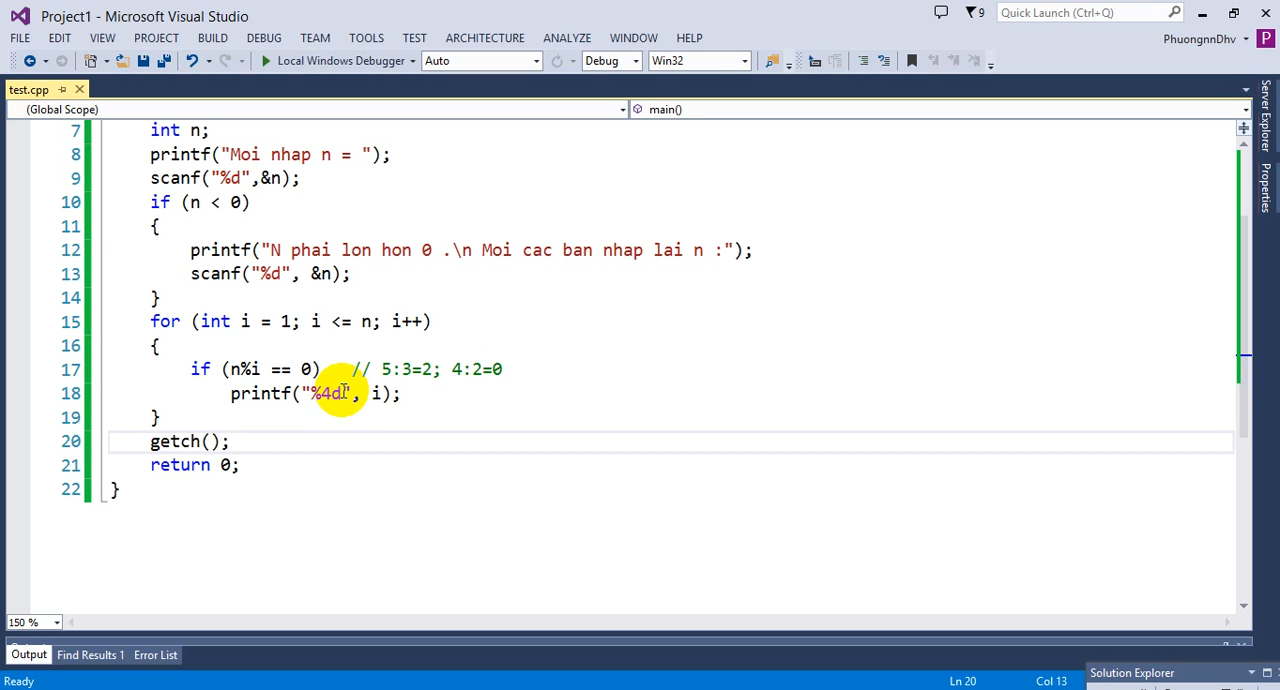 Project1 - Microsoft Visual Studio
9
Quick Launch (Ctrl+Q)
FILE EDIT VIEW PROJECT BUILD DEBUG TEAM TOOLS TEST ARCHITECTURE ANALYZE WINDOW HELP
PhuongnnDhv
P
Local Windows Debugger
Auto
Debug
Win32
test.cpp
(Global Scope)
main()
Server Explorer
Properties
7 int n;
8 printf("Moi nhap n = ");
9 scanf("%d",&n);
10 if (n < 0)
11 {
12 printf("N phai lon hon 0 .\n Moi cac ban nhap lai n :");
13 scanf("%d", &n);
14 }
15 for (int i = 1; i <= n; i++)
16 {
17 if (n%i == 0) // 5:3=2; 4:2=0
18 printf("%4d", i);
19 }
20 getch();
21 return 0;
22 }
150 %
Output Find Results 1 Error List
Solution Explorer
Ready
Ln 20
Col 13